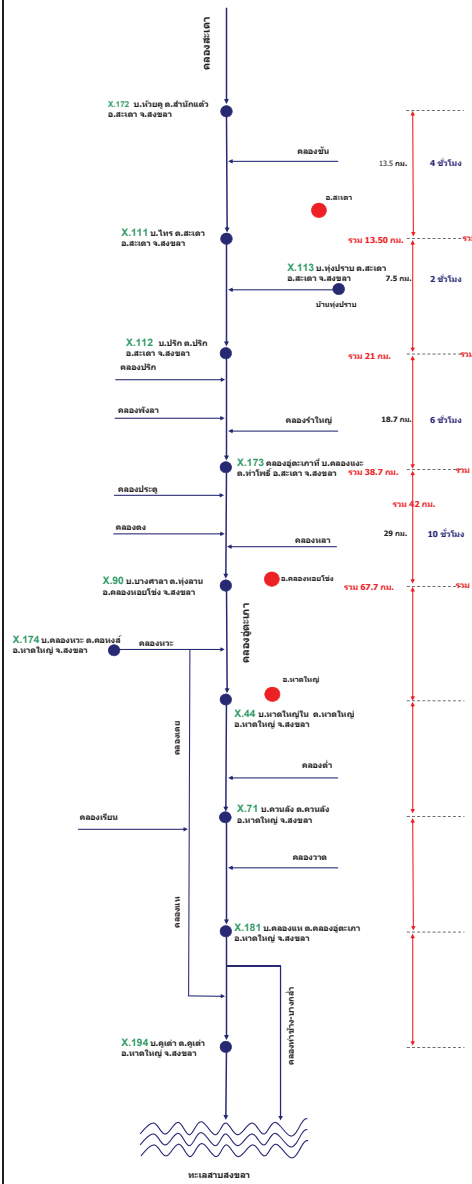 คลองสะเดา
X.172 บ.ห้วยคู ต.สำนักแต้ว
อ.สะเดา จ.สงขลา
คลองขัน
13.5 กม.
4 ชั่วโมง
อ.สะเดา
X.111 บ.ไทร ต.สะเดา
อ.สะเดา จ.สงขลา
รวม 13.50 กม.
X.113 บ.ทุ่งปราบ ต.สะเดา
อ.สะเดา จ.สงขลา
7.5 กม.
2 ชั่วโมง
บ้านทุ่งปราบ
X.112 บ.ปริก ต.ปริก
อ.สะเดา จ.สงขลา
รวม 21 กม.
คลองปริก
คลองพังลา
คลองรำใหญ่
18.7 กม.
6 ชั่วโมง
X.173 คลองอู่ตะเภาที่ บ.คลองแงะ
ต.ท่าโพธิ์ อ.สะเดา จ.สงขลา
รวม 38.7 กม.
รวม
คลองประตู
รวม 42 กม.
คลองตง
คลองหลา
29 กม.
10 ชั่วโมง
X.90 บ.บางศาลา ต.ทุ่งลาน
อ.คลองหอยโข่ง จ.สงขลา
อ.คลองหอยโข่ง
รวม 67.7 กม.
รวม
คลองอู่ตะเภา
X.174 บ.คลองหวะ ต.คอหงส์
อ.หาดใหญ่ จ.สงขลา
คลองหวะ
อ.หาดใหญ่
X.44 บ.หาดใหญ่ใน ต.หาดใหญ่
อ.หาดใหญ่ จ.สงขลา
คลองเตย
คลองต่ำ
X.71 บ.ควนลัง ต.ควนลัง
อ.หาดใหญ่ จ.สงขลา
คลองเรียน
คลองวาด
คลองแห
X.181 บ.คลองแห ต.คลองอู่ตะเภา
อ.หาดใหญ่ จ.สงขลา
คลองท่าช้าง-บางกล่ำ
X.194 บ.คูเต่า ต.คูเต่า
อ.หาดใหญ่ จ.สงขลา
ทะเลสาบสงขลา